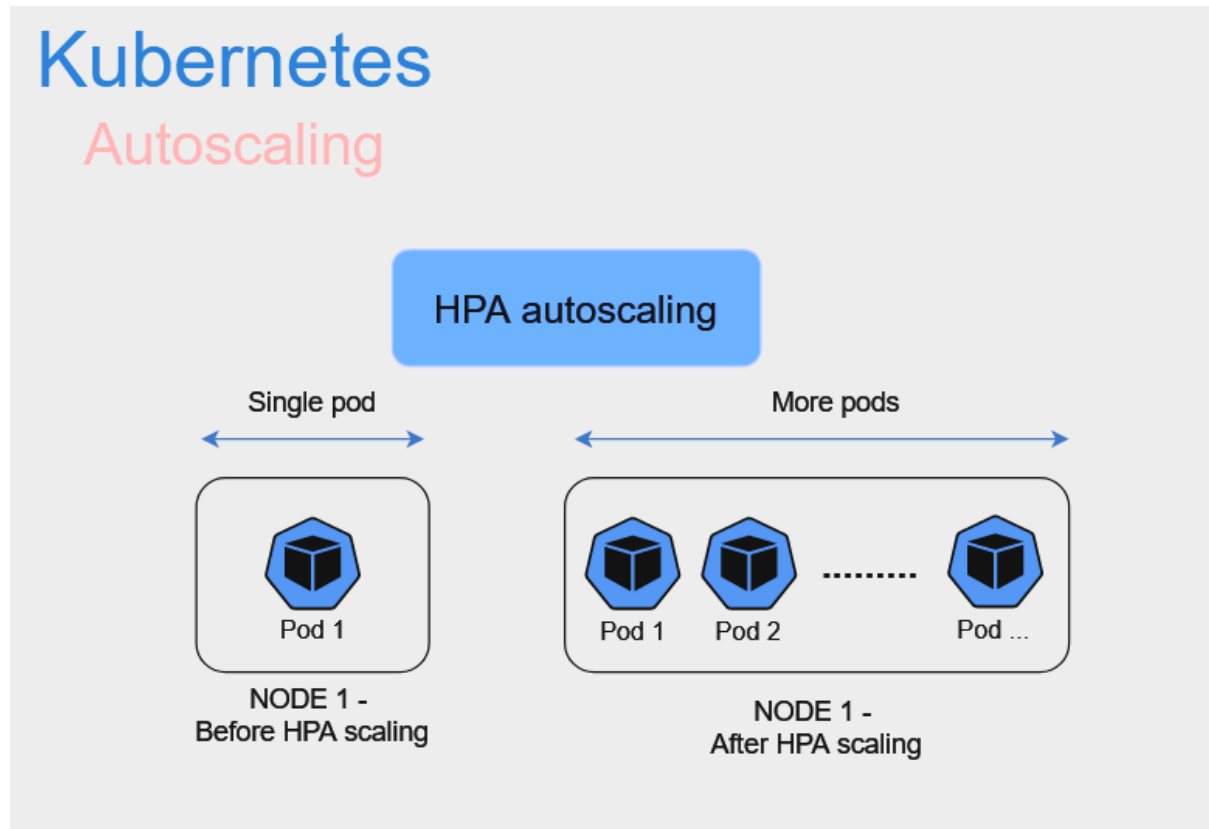 Kubernetes
Autoscaling
HPA autoscaling
Single pod
More pods
Pod 1
Pod 1
Pod 2
.........
Pod ...
NODE 1 -
Before HPA scaling
NODE 1 -
After HPA scaling